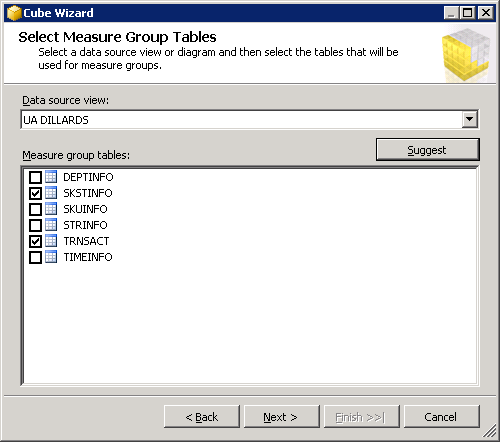 Cube Wizard
Select Measure Group Tables
Select a data source view or diagram and then select the tables that will be
used for measure groups.
Data source view:
UA DILLARDS
Suggest
Measure group tables:
DEPTINFO
SKSTINFO
SKUINFO
STRINFO
TRNSACT
TIMEINFO
< Back
Next >
Finish >>|
Cancel